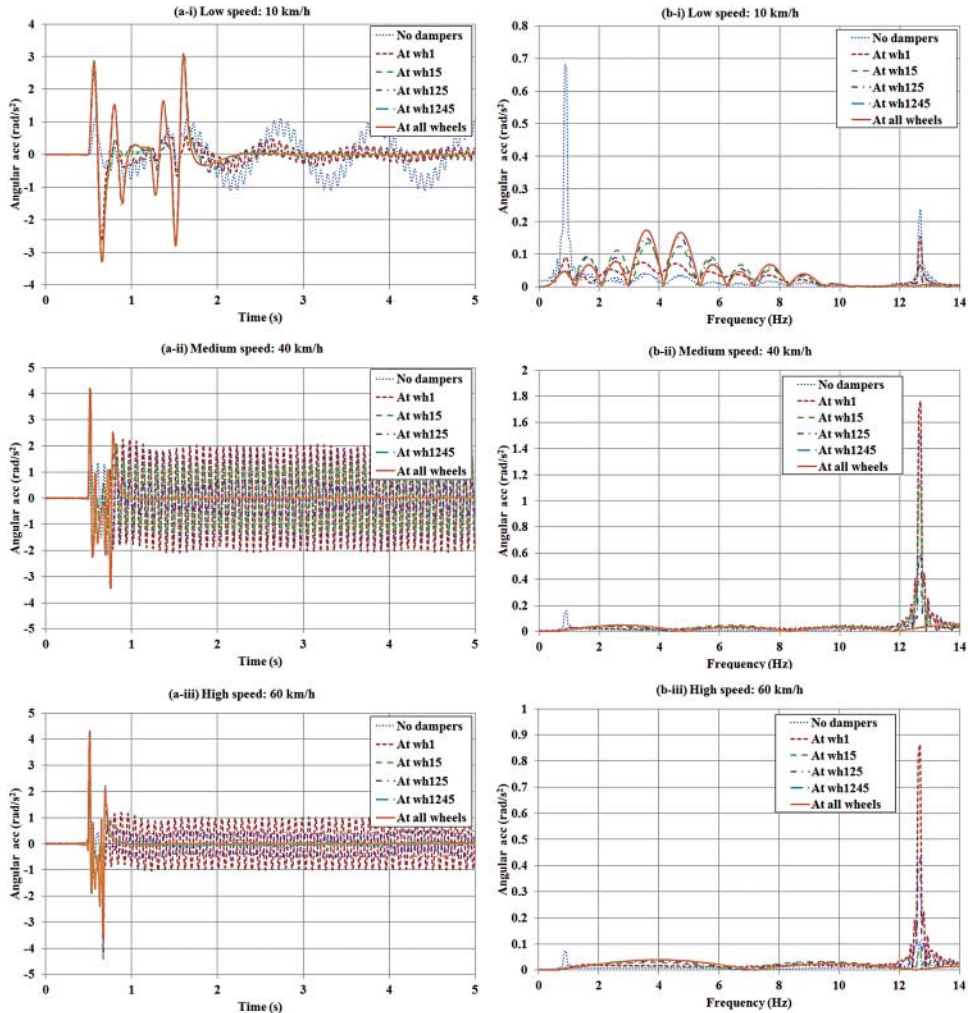 (a-i) Low speed: 10 km/h
Angular acc (rad/s²)
4
3
2
1
0
-1
-2
-3
-4
No dampers
At wh1
At wh15
At wh125
At wh1245
At all wheels
0 1 2 3 4 5
Time (s)
(b-i) Low speed: 10 km/h
Angular acc (rad/s²)
0.8
0.7
0.6
0.5
0.4
0.3
0.2
0.1
0
No dampers
At wh1
At wh15
At wh125
At wh1245
At all wheels
0 2 4 6 8 10 12 14
Frequency (Hz)
(a-ii) Medium speed: 40 km/h
Angular acc (rad/s²)
5
4
3
2
1
0
-1
-2
-3
-4
-5
No dampers
At wh1
At wh15
At wh125
At wh1245
At all wheels
0 1 2 3 4 5
Time (s)
(b-ii) Medium speed: 40 km/h
Angular acc (rad/s²)
2
1.8
1.6
1.4
1.2
1
0.8
0.6
0.4
0.2
0
No dampers
At wh1
At wh15
At wh125
At wh1245
At all wheels
0 2 4 6 8 10 12 14
Frequency (Hz)
(a-iii) High speed: 60 km/h
Angular acc (rad/s²)
5
4
3
2
1
0
-1
-2
-3
-4
-5
No dampers
At wh1
At wh15
At wh125
At wh1245
At all wheels
0 1 2 3 4 5
Time (s)
(b-iii) High speed: 60 km/h
Angular acc (rad/s²)
1
0.9
0.8
0.7
0.6
0.5
0.4
0.3
0.2
0.1
0
No dampers
At wh1
At wh15
At wh125
At wh1245
At all wheels
0 2 4 6 8 10 12 14
Frequency (Hz)